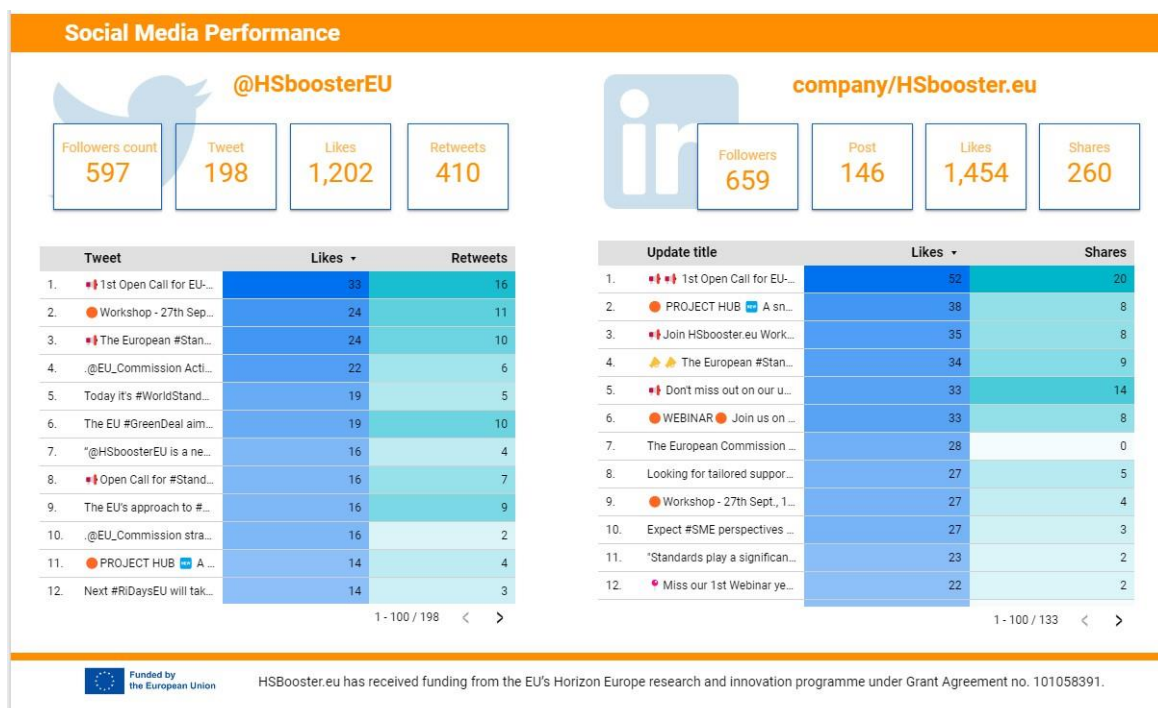 Social Media Performance
@HSboosterEU
Followers count
597
Tweet
198
Likes
1,202
Retweets
410
Tweet Likes Retweets
1. 1st Open Call for EU-... 33 16
2. Workshop - 27th Sep... 24 11
3. The European #Stan... 24 10
4. .@EU_Commission Acti... 22 6
5. Today it's #WorldStand... 19 5
6. The EU #GreenDeal aim... 19 10
7. "@HSboosterEU is a ne... 16 4
8. Open Call for #Stand... 16 7
9. The EU's approach to #... 16 9
10. .@EU_Commission stra... 16 2
11. PROJECT HUB NEW A ... 14 4
12. Next #RiDaysEU will tak... 14 3
1 - 100 / 198
company/HSbooster.eu
in
Followers
659
Post
146
Likes
1,454
Shares
260
Update title Likes Shares
1. 1st Open Call for EU-... 52 20
2. PROJECT HUB NEW A sn... 38 8
3. Join HSbooster.eu Work... 35 8
4. The European #Stan... 34 9
5. Don't miss out on our u... 33 14
6. WEBINAR Join us on ... 33 8
7. The European Commission ... 28 0
8. Looking for tailored suppor... 27 5
9. Workshop - 27th Sept., 1... 27 4
10. Expect #SME perspectives ... 27 3
11. "Standards play a significan... 23 2
12. Miss our 1st Webinar ye... 22 2
1 - 100 / 133
Funded by
the European Union
HSBooster.eu has received funding from the EU's Horizon Europe research and innovation programme under Grant Agreement no. 101058391.